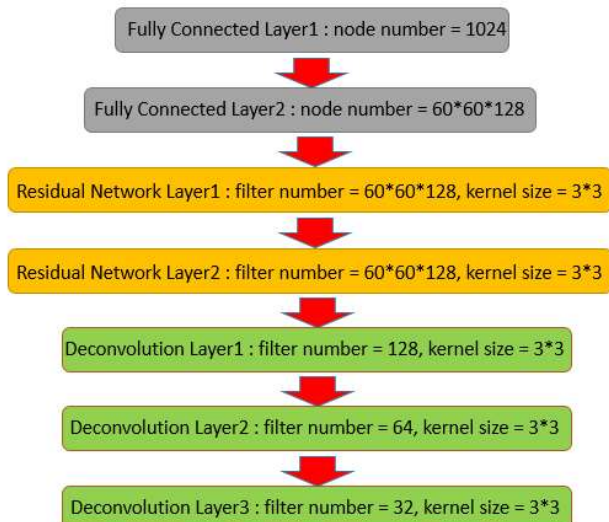 Fully Connected Layer1 : node number = 1024
Fully Connected Layer2 : node number = 60*60*128
Residual Network Layer1 : filter number = 60*60*128, kernel size = 3*3
Residual Network Layer2 : filter number = 60*60*128, kernel size = 3*3
Deconvolution Layer1 : filter number = 128, kernel size = 3*3
Deconvolution Layer2 : filter number = 64, kernel size = 3*3
Deconvolution Layer3 : filter number = 32, kernel size = 3*3